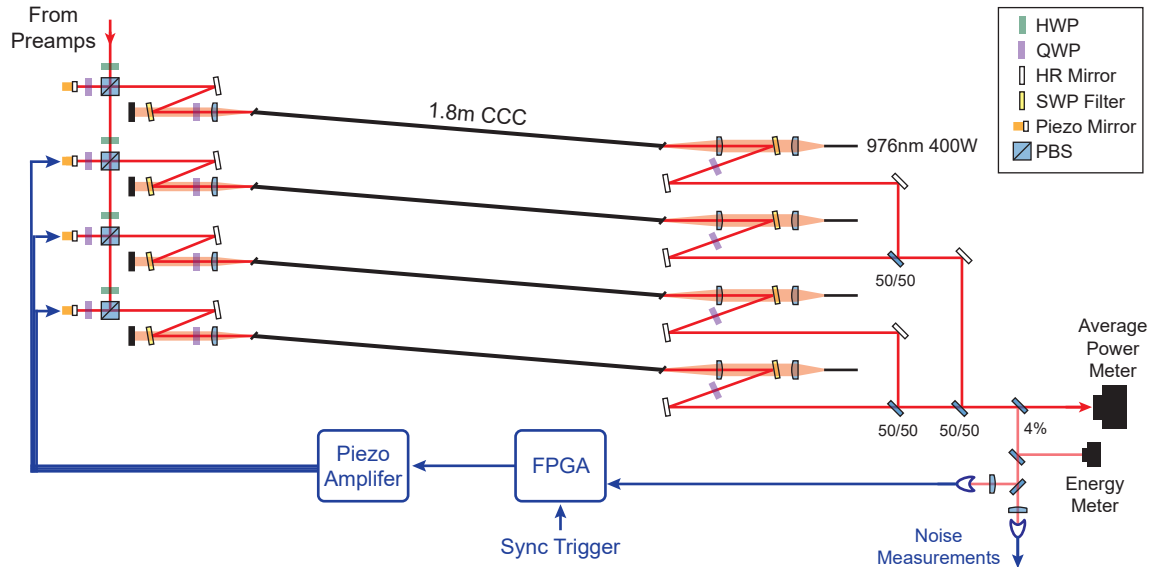 From
Preamps
HWP
QWP
HR Mirror
SWP Filter
Piezo Mirror
PBS
1.8m CCC
976nm 400W
50/50
Average
Power
Meter
50/50
50/50
4%
Piezo
Amplifer
FPGA
Energy
Meter
Sync Trigger
Noise
Measurements